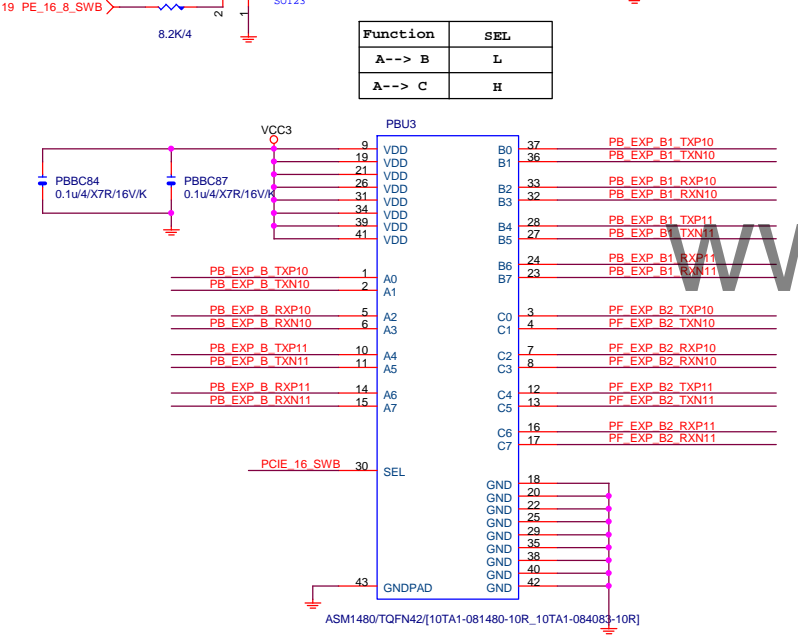 19 PE_16_8_SWB
8.2K/4
2
1
SOT23
Function SEL
A--> B L
A--> C H
PBU3
VCC3
PBBC84
0.1u/4/X7R/16V/K
PBBC87
0.1u/4/X7R/16V/K
9 VDD
19 VDD
21 VDD
26 VDD
31 VDD
34 VDD
39 VDD
41 VDD
PB_EXP_B_TXP10 1 A0
PB_EXP_B_TXN10 2 A1
PB_EXP_B_RXP10 5 A2
PB_EXP_B_RXN10 6 A3
PB_EXP_B_TXP11 10 A4
PB_EXP_B_TXN11 11 A5
PB_EXP_B_RXP11 14 A6
PB_EXP_B_RXN11 15 A7
PCIE_16_SWB 30 SEL
43 GNDPAD
B0 37 PB_EXP_B1_TXP10
B1 36 PB_EXP_B1_TXN10
B2 33 PB_EXP_B1_RXP10
B3 32 PB_EXP_B1_RXN10
B4 28 PB_EXP_B1_TXP11
B5 27 PB_EXP_B1_TXN11
B6 24 PB_EXP_B1_RXP11
B7 23 PB_EXP_B1_RXN11
C0 3 PF_EXP_B2_TXP10
C1 4 PF_EXP_B2_TXN10
C2 7 PF_EXP_B2_RXP10
C3 8 PF_EXP_B2_RXN10
C4 12 PF_EXP_B2_TXP11
C5 13 PF_EXP_B2_TXN11
C6 16 PF_EXP_B2_RXP11
C7 17 PF_EXP_B2_RXN11
GND 18
GND 20
GND 22
GND 25
GND 29
GND 35
GND 38
GND 40
GND 42
ASM1480/TQFN42/[10TA1-081480-10R_10TA1-084083-10R]